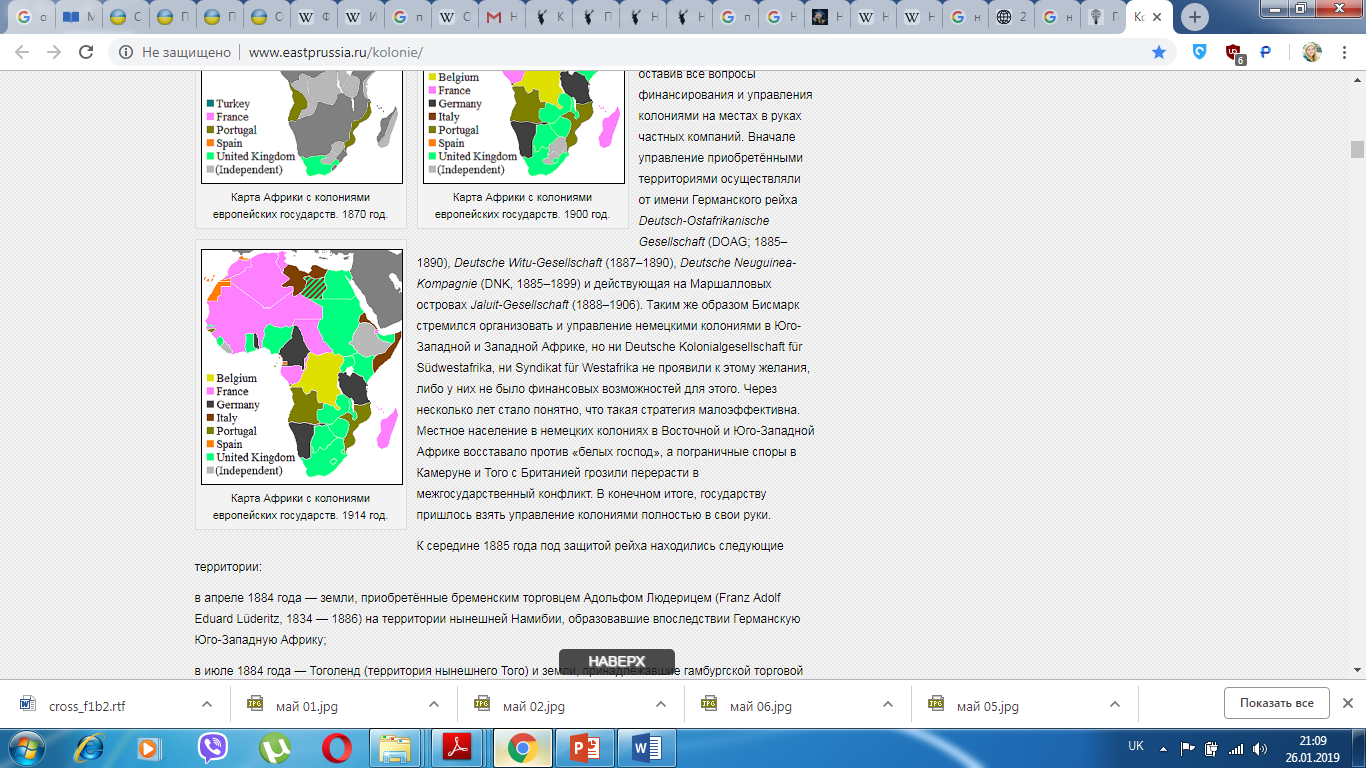 Не защищено
www.eastprussia.ru/kolonie/
6
Turkey
France
Portugal
Spain
United Kingdom
(Independent)
Карта Африки с колониями
европейских государств. 1870 год.
Belgium
France
Germany
Italy
Portugal
Spain
United Kingdom
(Independent)
Карта Африки с колониями
европейских государств. 1900 год.
Belgium
France
Germany
Italy
Portugal
Spain
United Kingdom
(Independent)
Карта Африки с колониями
европейских государств. 1914 год.
оставив все вопросы
финансирования и управления
колониями на местах в руках
частных компаний. Вначале
управление приобретёнными
территориями осуществляли
от имени Германского рейха
Deutsch-Ostafrikanische
Gesellschaft (DOAG; 1885–
1890), Deutsche Witu-Gesellschaft (1887–1890), Deutsche Neuguinea-
Kompagnie (DNK, 1885–1899) и действующая на Маршалловых
островах Jaluit-Gesellschaft (1888–1906). Таким же образом Бисмарк
стремился организовать и управление немецкими колониями в Юго-
Западной и Западной Африке, но ни Deutsche Kolonialgesellschaft für
Südwestafrika, ни Syndikat für Westafrika не проявили к этому желания,
либо у них не было финансовых возможностей для этого. Через
несколько лет стало понятно, что такая стратегия малоэффективна.
Местное население в немецких колониях в Восточной и Юго-Западной
Африке восставало против «белых господ», а пограничные споры в
Камеруне и Того с Британией грозили перерасти в
межгосударственный конфликт. В конечном итоге, государству
пришлось взять управление колониями полностью в свои руки.
К середине 1885 года под защитой рейха находились следующие
территории:
в апреле 1884 года — земли, приобретённые бременским торговцем Адольфом Людерицем (Franz Adolf
Eduard Lüderitz, 1834 — 1886) на территории нынешней Намибии, образовавшие впоследствии Германскую
Юго-Западную Африку;
в июле 1884 года — Тоголенд (территория нынешнего Того) и земли, принадлежавшие гамбургской торговой
НАВЕРХ
cross_f1b2.rtf
май 01.jpg
май 02.jpg
май 06.jpg
май 05.jpg
Показать все
UK
21:09
26.01.2019